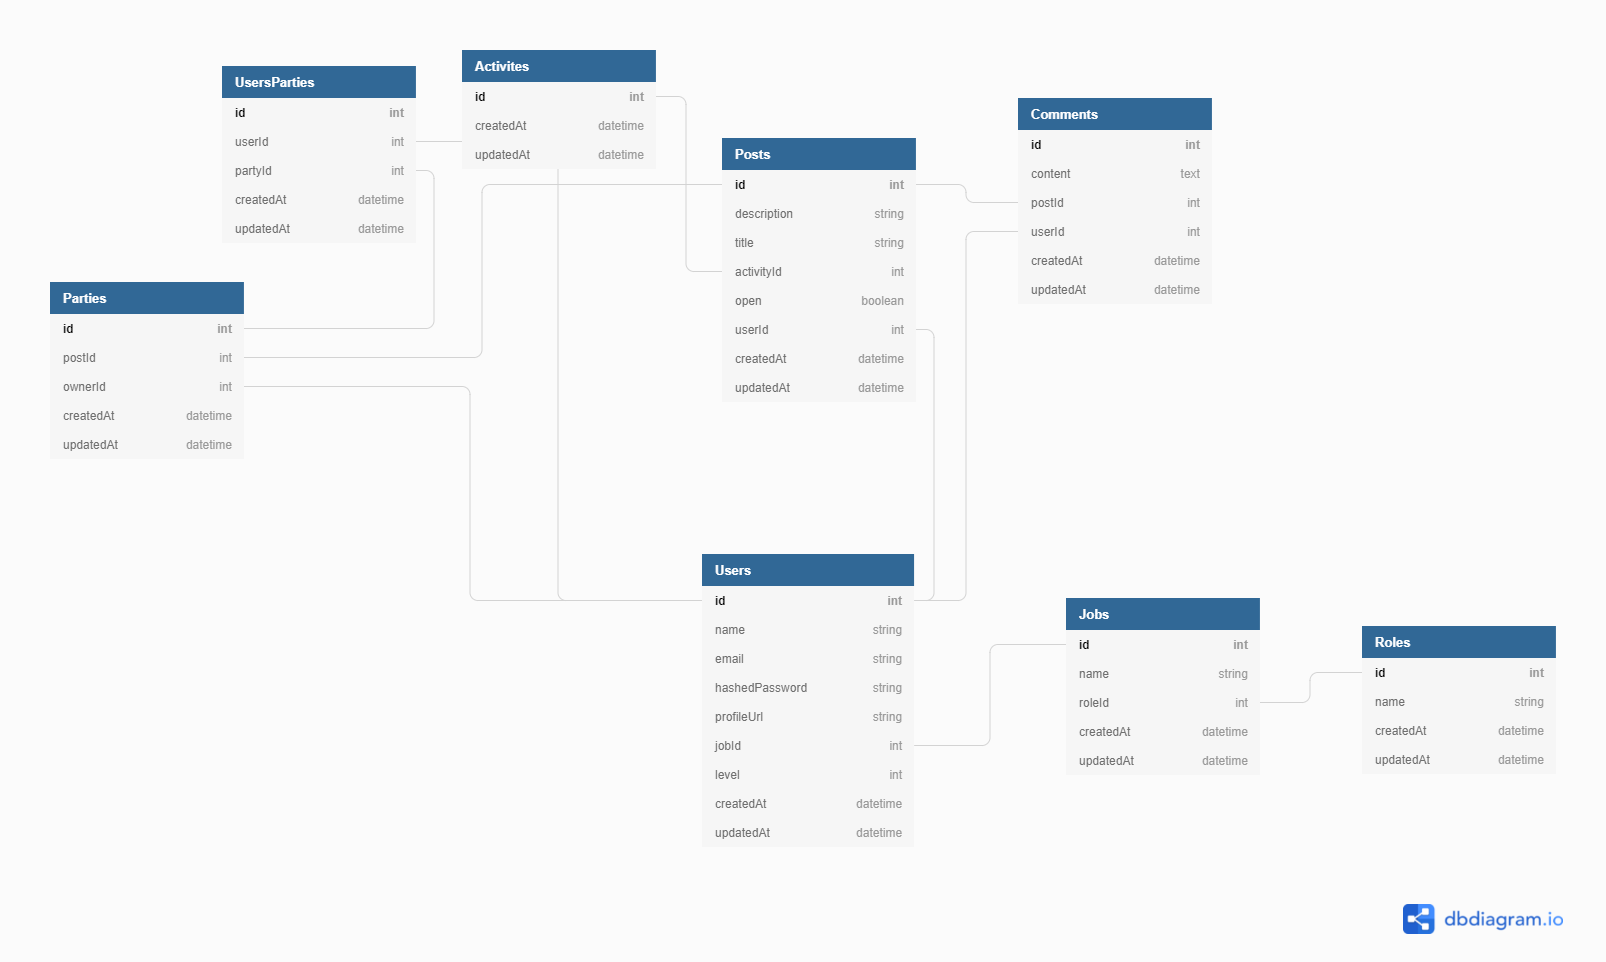 UsersParties
id int
userId int
partyId int
createdAt datetime
updatedAt datetime
Activites
id int
createdAt datetime
updatedAt datetime
Posts
id int
description string
title string
activityId int
open boolean
userId int
createdAt datetime
updatedAt datetime
Comments
id int
content text
postId int
userId int
createdAt datetime
updatedAt datetime
Parties
id int
postId int
ownerId int
createdAt datetime
updatedAt datetime
Users
id int
name string
email string
hashedPassword string
profileUrl string
jobId int
level int
createdAt datetime
updatedAt datetime
Jobs
id int
name string
roleId int
createdAt datetime
updatedAt datetime
Roles
id int
name string
createdAt datetime
updatedAt datetime
dbdiagram.io